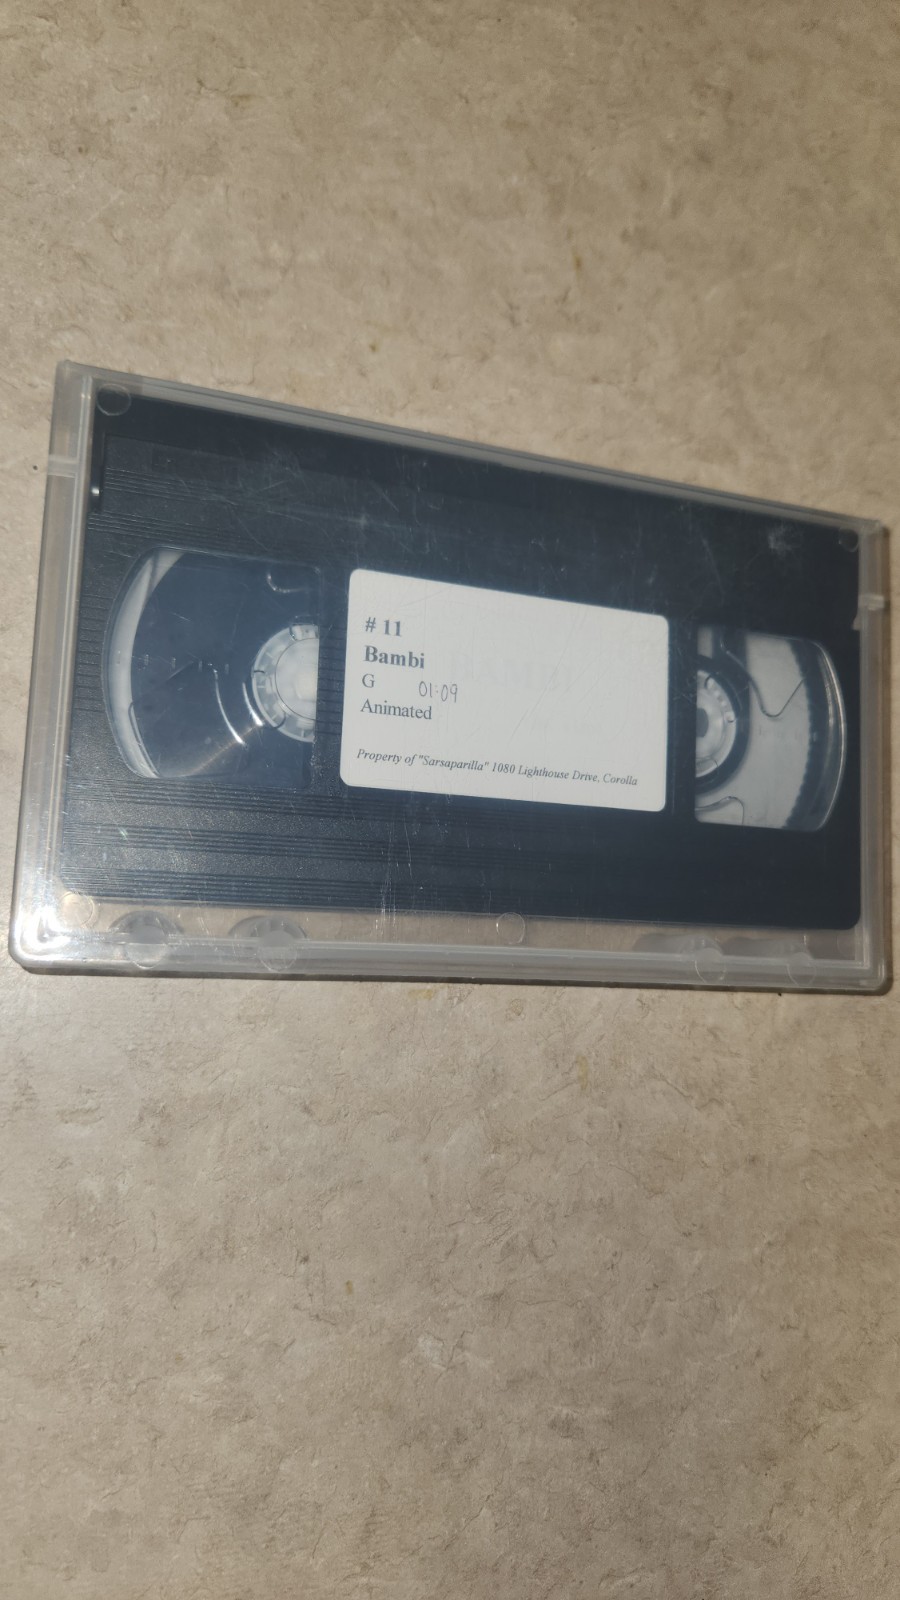 # 11
Bambi
G 01:09
Animated
Property of "Sarsaparilla" 1080 Lighthouse Drive, Corolla